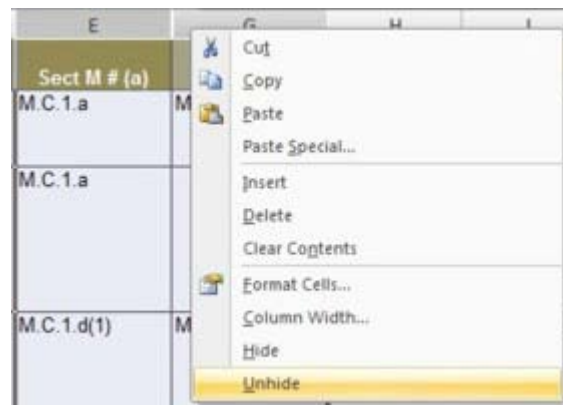 E G H I
Sect M # (a)
M.C.1.a M
M.C.1.a
M.C.1.d(1) M
Cut
Copy
Paste
Paste Special...
Insert
Delete
Clear Contents
Format Cells...
Column Width...
Hide
Unhide